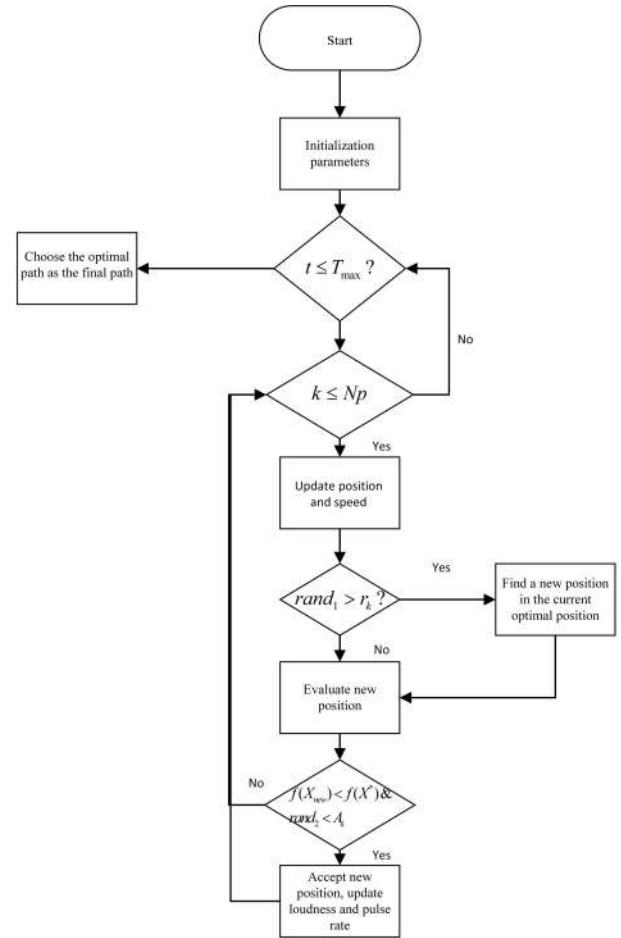 Start
Initialization
parameters
Choose the optimal
path as the final path
t ≤ T_max ?
No
k ≤ Np
Yes
Update position
and speed
Yes
Find a new position
in the current
optimal position
rand_1 > r_k ?
No
Evaluate new
position
No
f(X_new) < f(X*) &
rand_2 < A_k
Yes
Accept new
position, update
loudness and pulse
rate